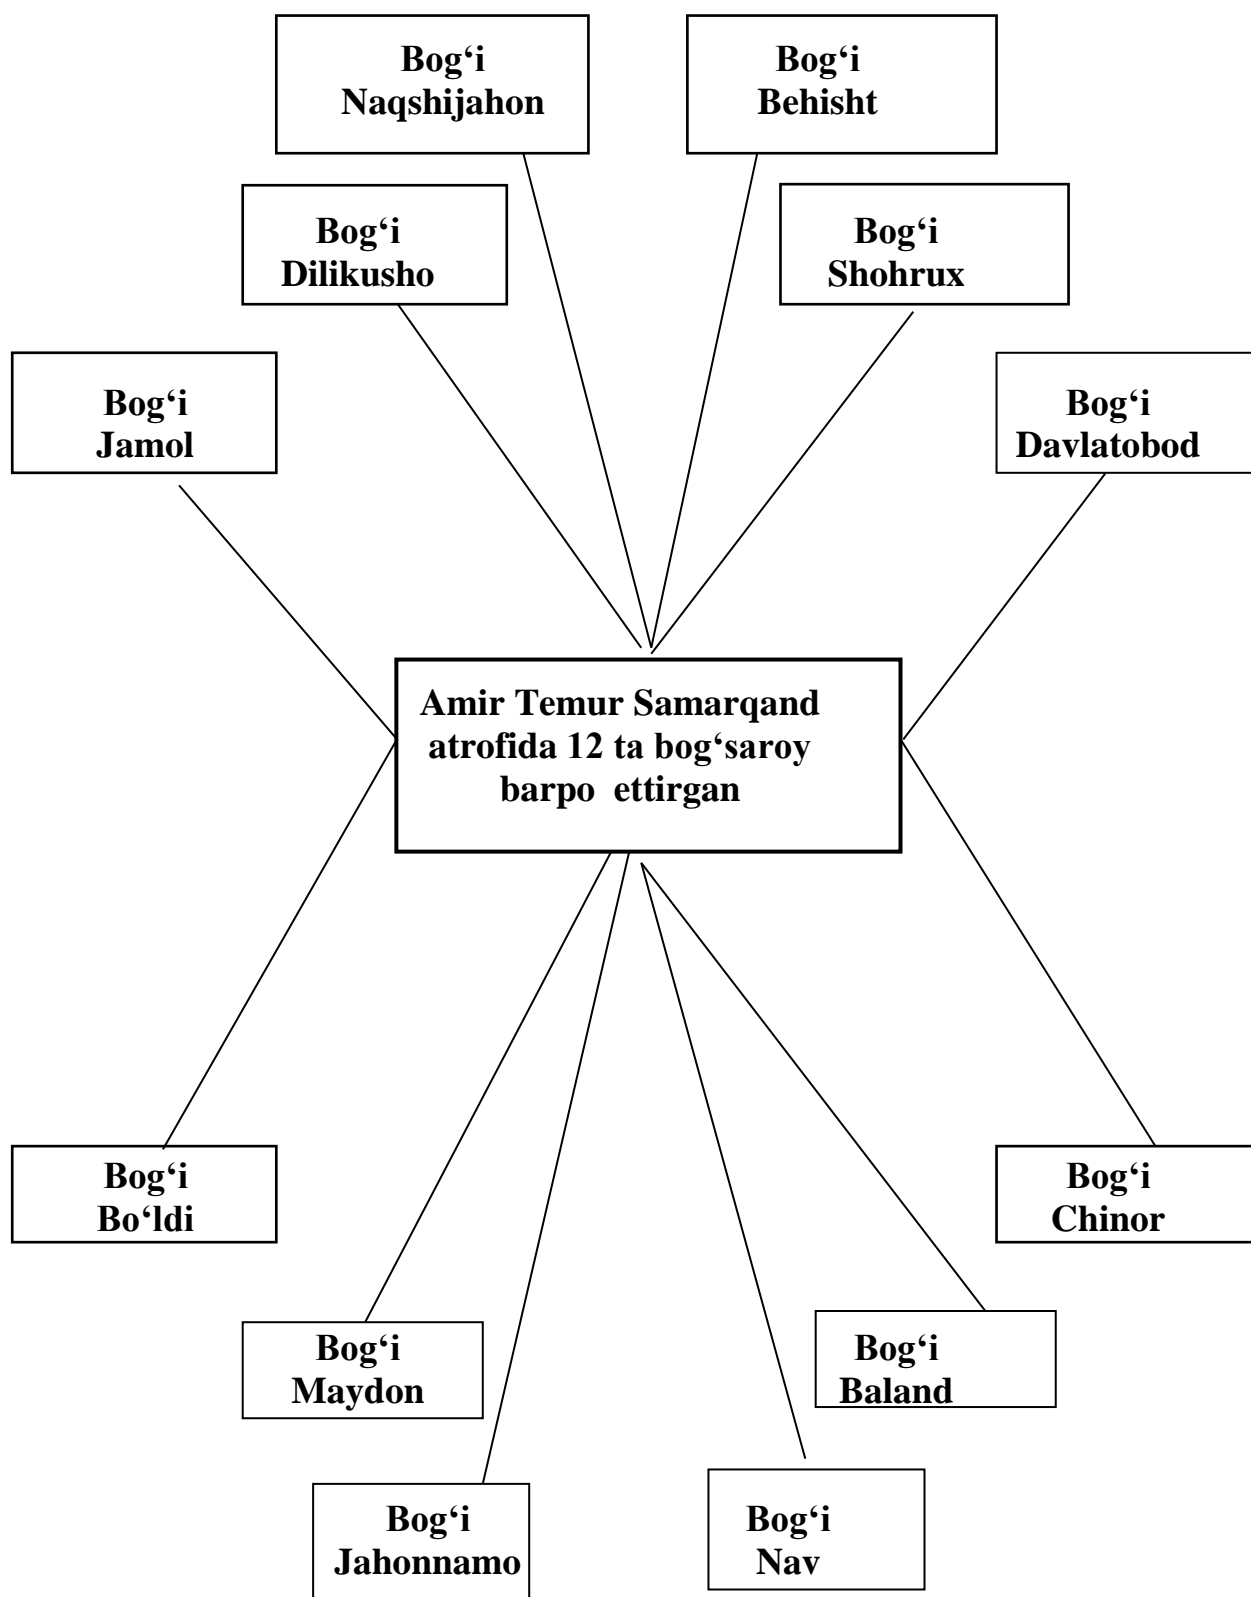 Bog‘i
Naqshijahon
Bog‘i
Behisht
Bog‘i
Dilikusho
Bog‘i
Shohrux
Bog‘i
Jamol
Bog‘i
Davlatobod
Amir Temur Samarqand
atrofida 12 ta bog‘saroy
barpo ettirgan
Bog‘i
Bo‘ldi
Bog‘i
Chinor
Bog‘i
Maydon
Bog‘i
Baland
Bog‘i
Jahonnamo
Bog‘i
Nav